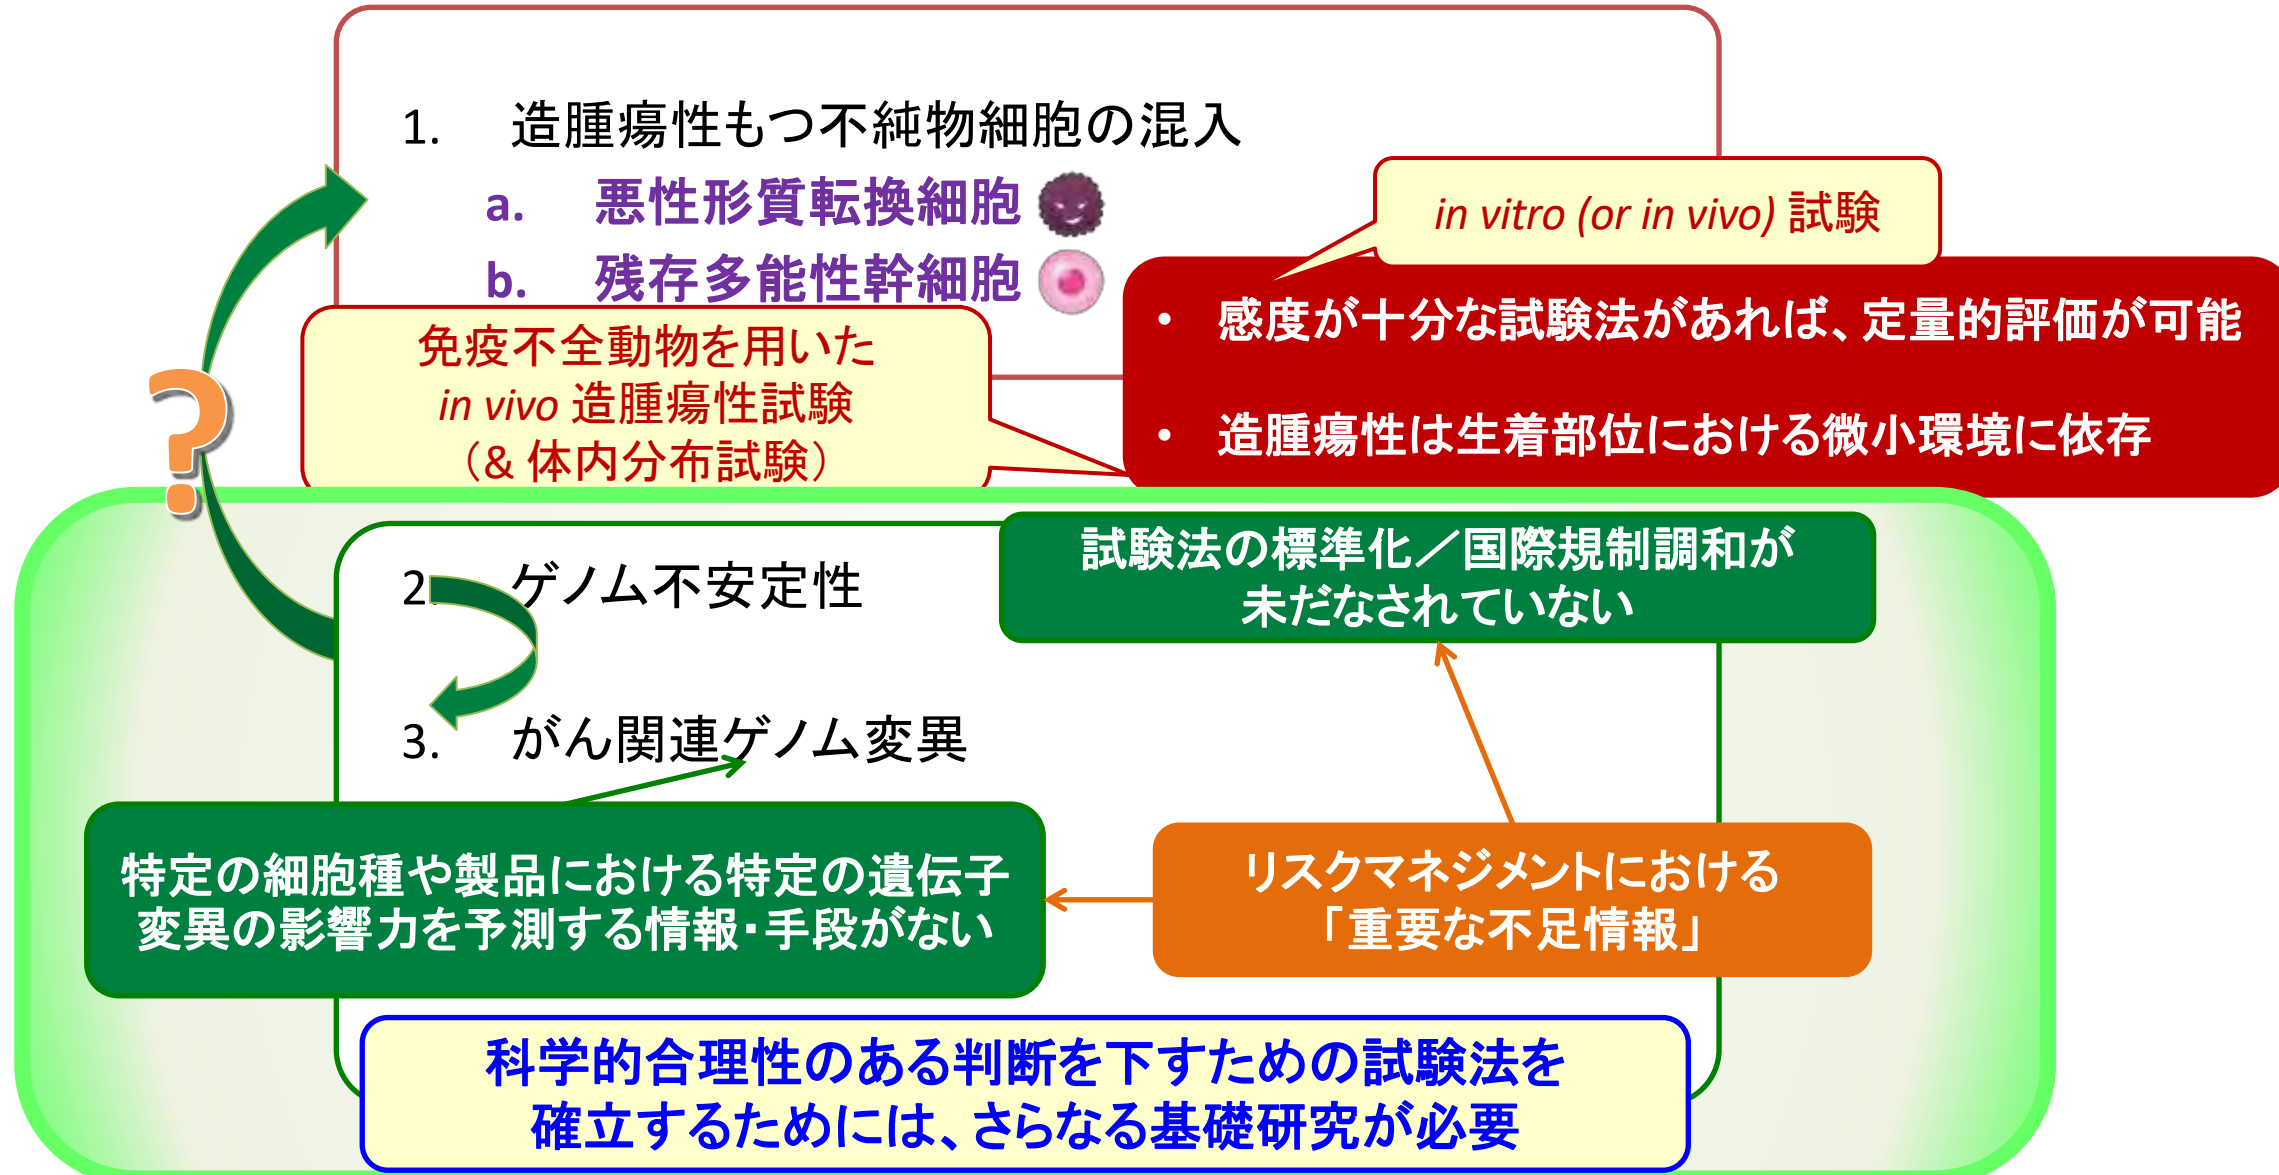 1. 造腫瘍性もつ不純物細胞の混入
a. 悪性形質転換細胞
b. 残存多能性幹細胞
in vitro (or in vivo) 試験
• 感度が十分な試験法があれば、定量的評価が可能
• 造腫瘍性は生着部位における微小環境に依存
免疫不全動物を用いた
in vivo 造腫瘍性試験
（& 体内分布試験）
?
2. ゲノム不安定性
試験法の標準化／国際規制調和が
未だなされていない
3. がん関連ゲノム変異
特定の細胞種や製品における特定の遺伝子
変異の影響力を予測する情報・手段がない
リスクマネジメントにおける
「重要な不足情報」
科学的合理性のある判断を下すための試験法を
確立するためには、さらなる基礎研究が必要